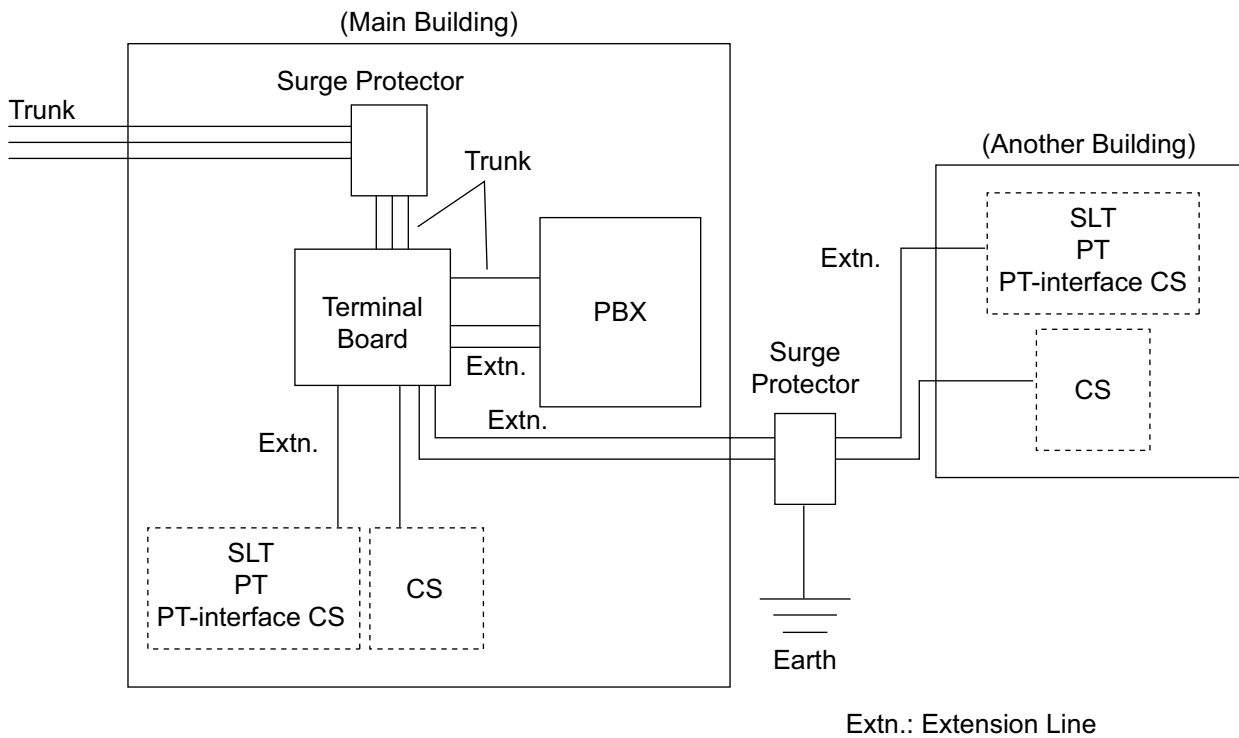 (Main Building)
Surge Protector
Trunk
Trunk
(Another Building)
SLT
PT
PT-interface CS
Extn.
Terminal
Board
PBX
Extn.
Surge
Protector
CS
Extn.
Extn.
SLT
PT
PT-interface CS
CS
Earth
Extn.: Extension Line